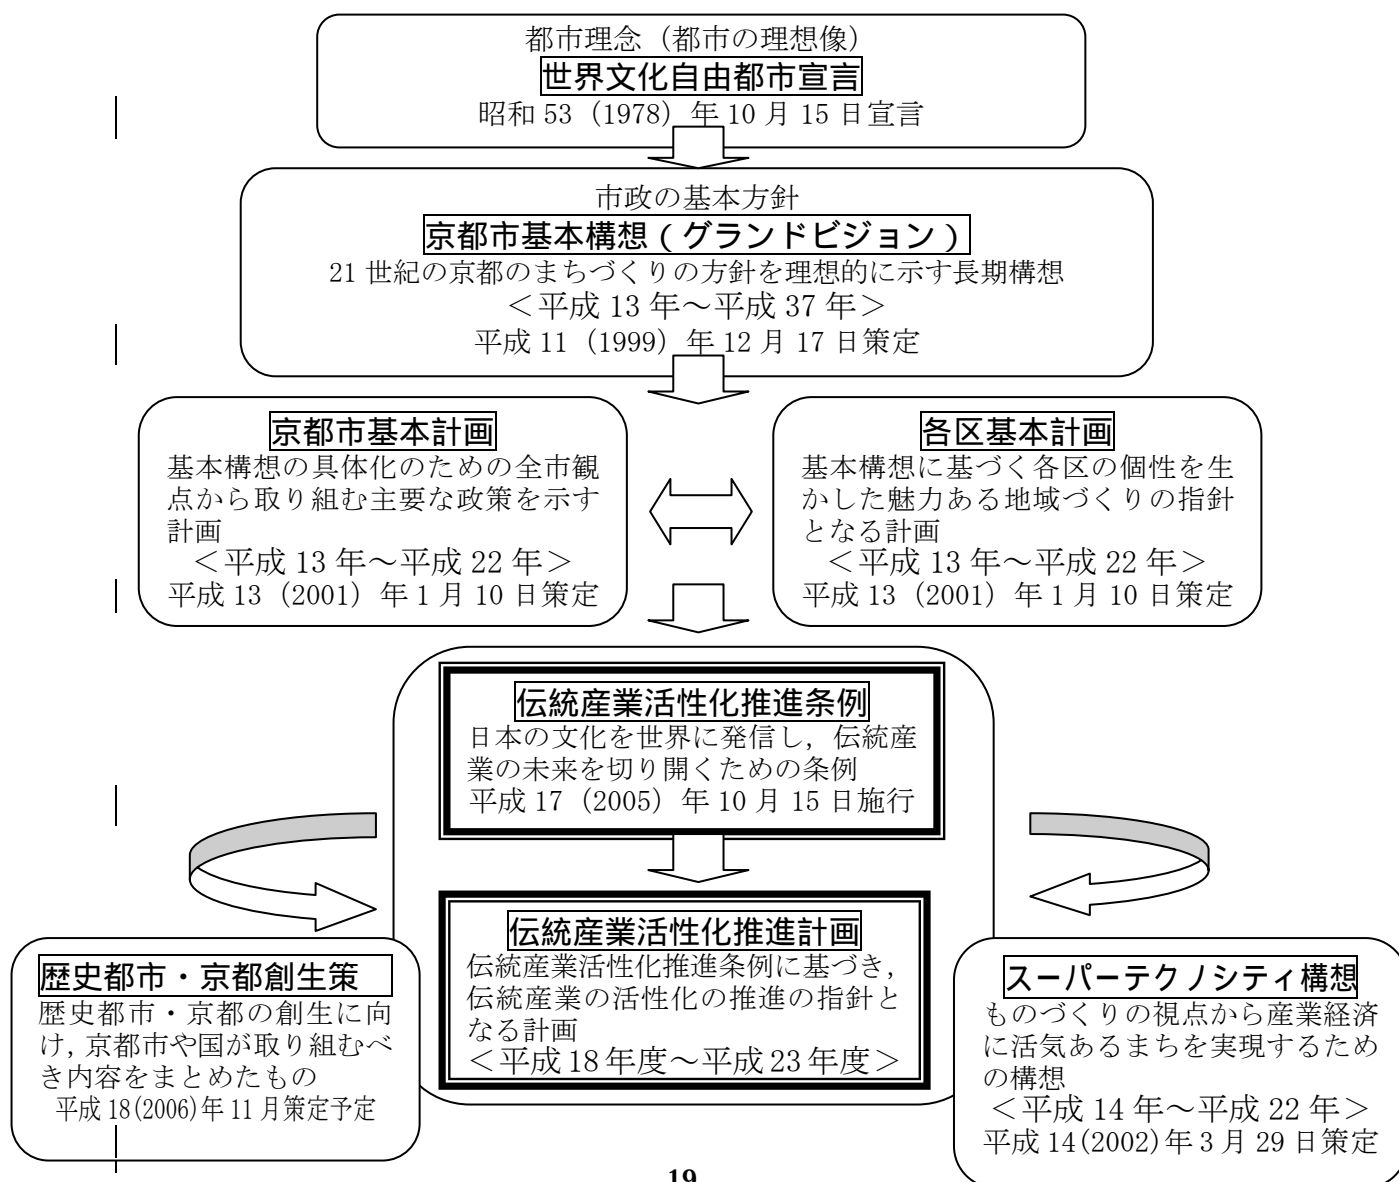 都市理念（都市の理想像）
世界文化自由都市宣言
昭和 53（1978）年 10 月 15 日宣言
市政の基本方針
京都市基本構想（グランドビジョン）
21 世紀の京都のまちづくりの方針を理想的に示す長期構想
＜平成 13 年～平成 37 年＞
平成 11（1999）年 12 月 17 日策定
京都市基本計画
基本構想の具体化のための全市観
点から取り組む主要な政策を示す
計画
＜平成 13 年～平成 22 年＞
平成 13（2001）年 1 月 10 日策定
各区基本計画
基本構想に基づく各区の個性を生
かした魅力ある地域づくりの指針
となる計画
＜平成 13 年～平成 22 年＞
平成 13（2001）年 1 月 10 日策定
伝統産業活性化推進条例
日本の文化を世界に発信し，伝統産
業の未来を切り開くための条例
平成 17（2005）年 10 月 15 日施行
伝統産業活性化推進計画
伝統産業活性化推進条例に基づき，
伝統産業の活性化の推進の指針と
なる計画
＜平成 18 年度～平成 23 年度＞
歴史都市・京都創生策
歴史都市・京都の創生に向
け，京都市や国が取り組むべ
き内容をまとめたもの
平成 18(2006)年 11 月策定予定
スーパーテクノシティ構想
ものづくりの視点から産業経済
に活気あるまちを実現するため
の構想
＜平成 14 年～平成 22 年＞
平成 14(2002)年 3 月 29 日策定
19